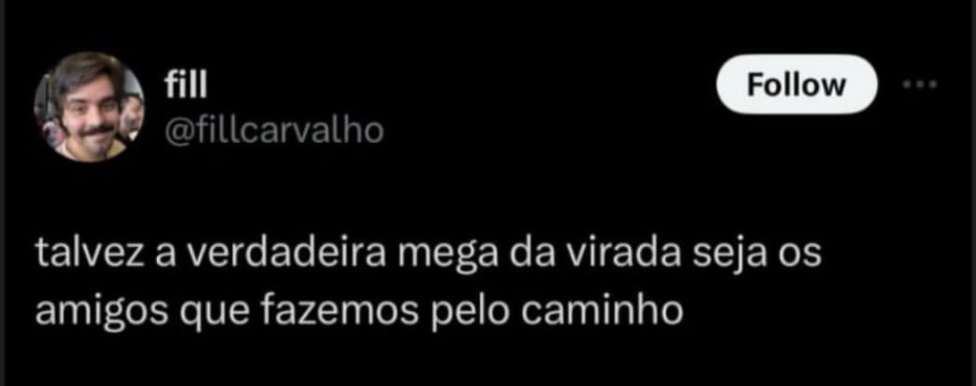 fill
Follow
@fillcarvalho
talvez a verdadeira mega da virada seja os
amigos que fazemos pelo caminho